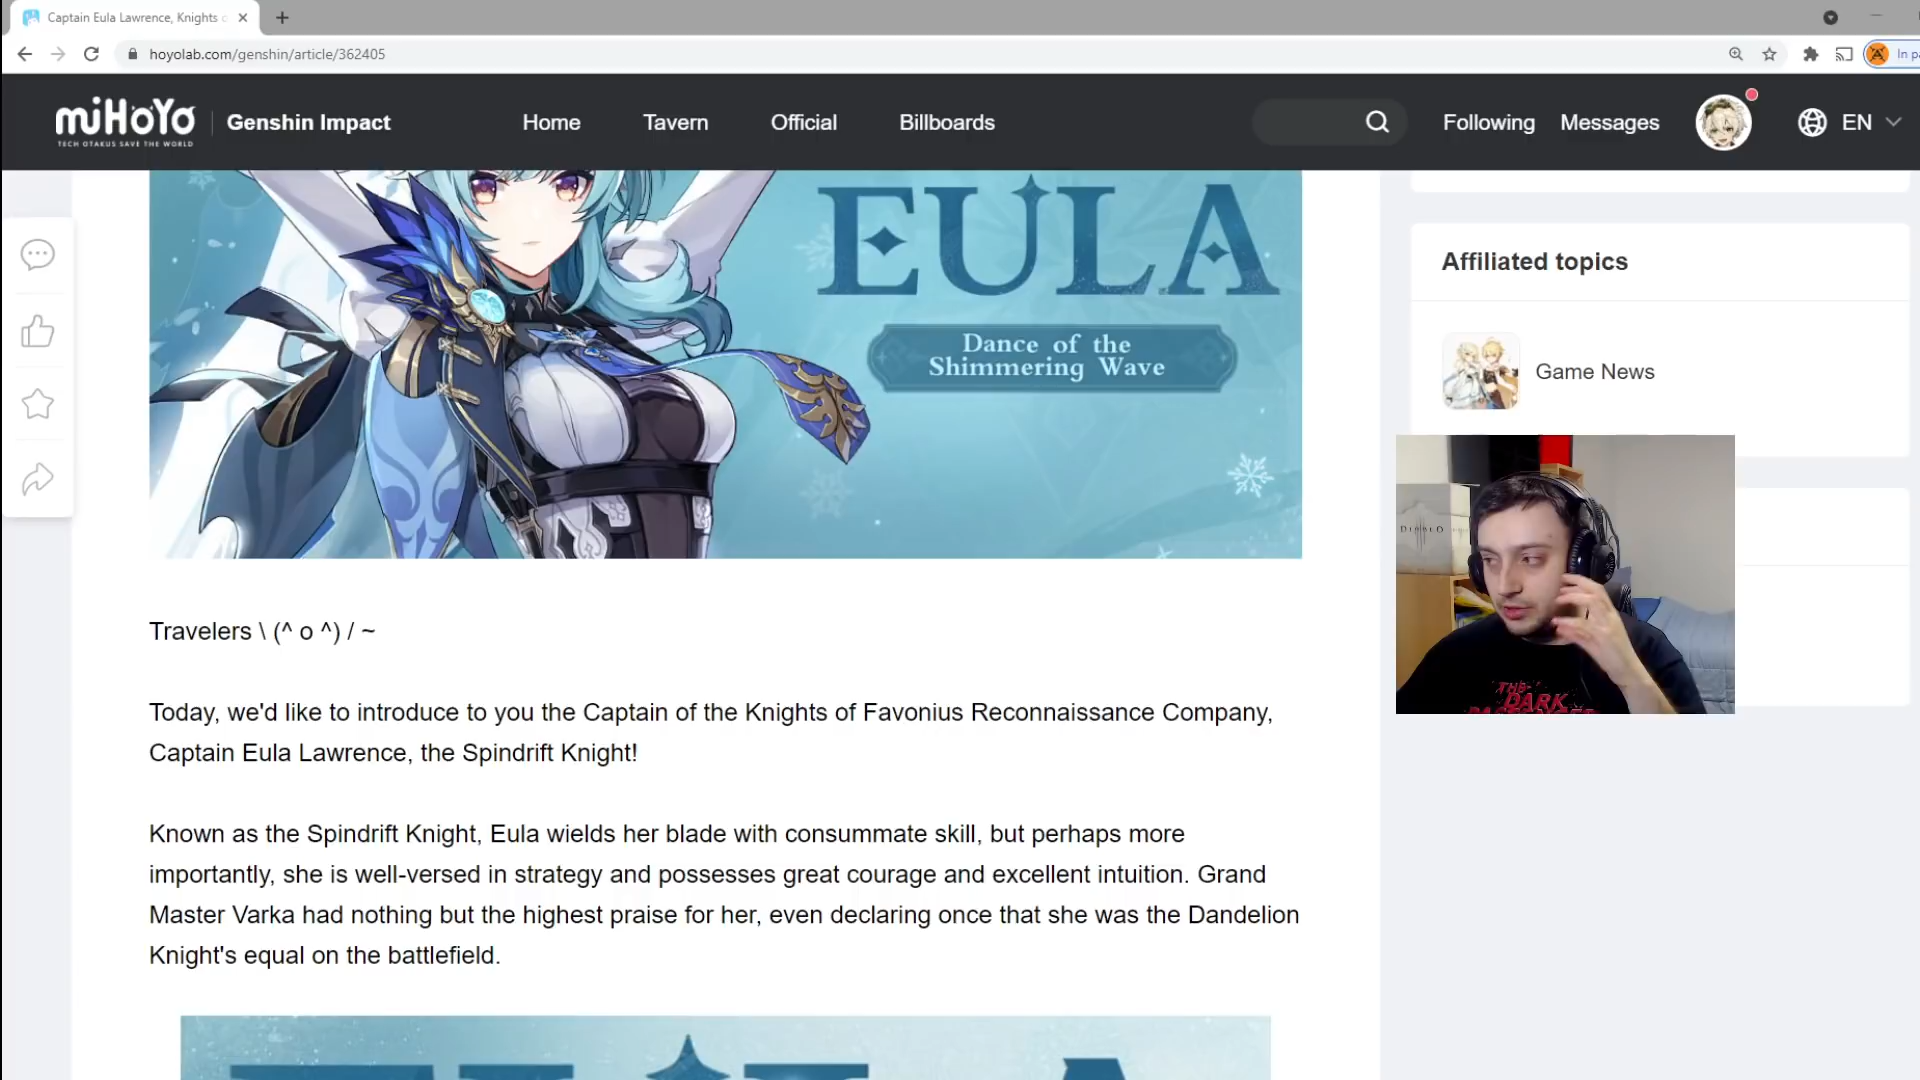 Captain Eula Lawrence, Knights
hoyolab.com/genshin/article/362405
In pa
miHoYo
TECH OTAKUS SAVE THE WORLD
Genshin Impact
Home
Tavern
Official
Billboards
Following
Messages
EN
EULA
Dance of the
Shimmering Wave
Affiliated topics
Game News
DIABLO
THE
DARK
Travelers \ (^ o ^) / ~
Today, we'd like to introduce to you the Captain of the Knights of Favonius Reconnaissance Company,
Captain Eula Lawrence, the Spindrift Knight!
Known as the Spindrift Knight, Eula wields her blade with consummate skill, but perhaps more
importantly, she is well-versed in strategy and possesses great courage and excellent intuition. Grand
Master Varka had nothing but the highest praise for her, even declaring once that she was the Dandelion
Knight's equal on the battlefield.